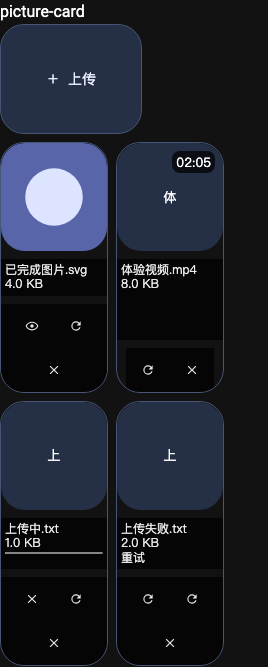 picture-card
+ 上传
已完成图片.svg
4.0 KB
02:05
体
体验视频.mp4
8.0 KB
上
上传中.txt
1.0 KB
上
上传失败.txt
2.0 KB
重试